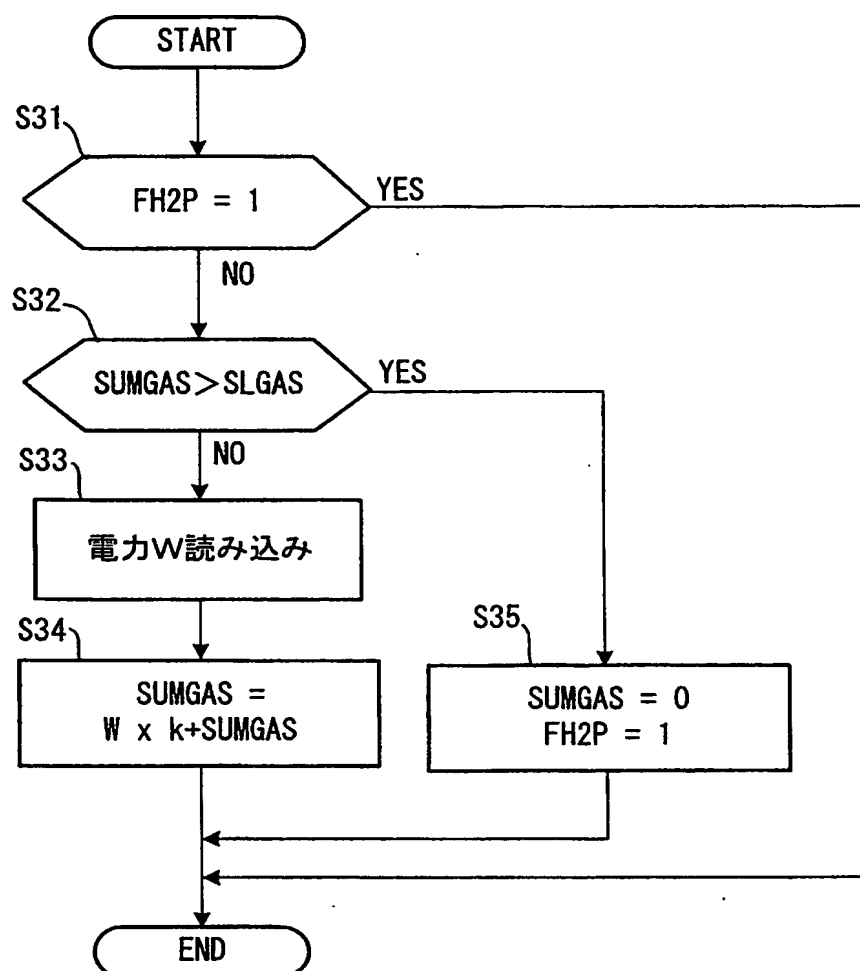 START
S31
FH2P = 1
YES
NO
S32
SUMGAS＞SLGAS
YES
NO
S33
電力W読み込み
S34
SUMGAS =
W x k+SUMGAS
S35
SUMGAS = 0
FH2P = 1
END